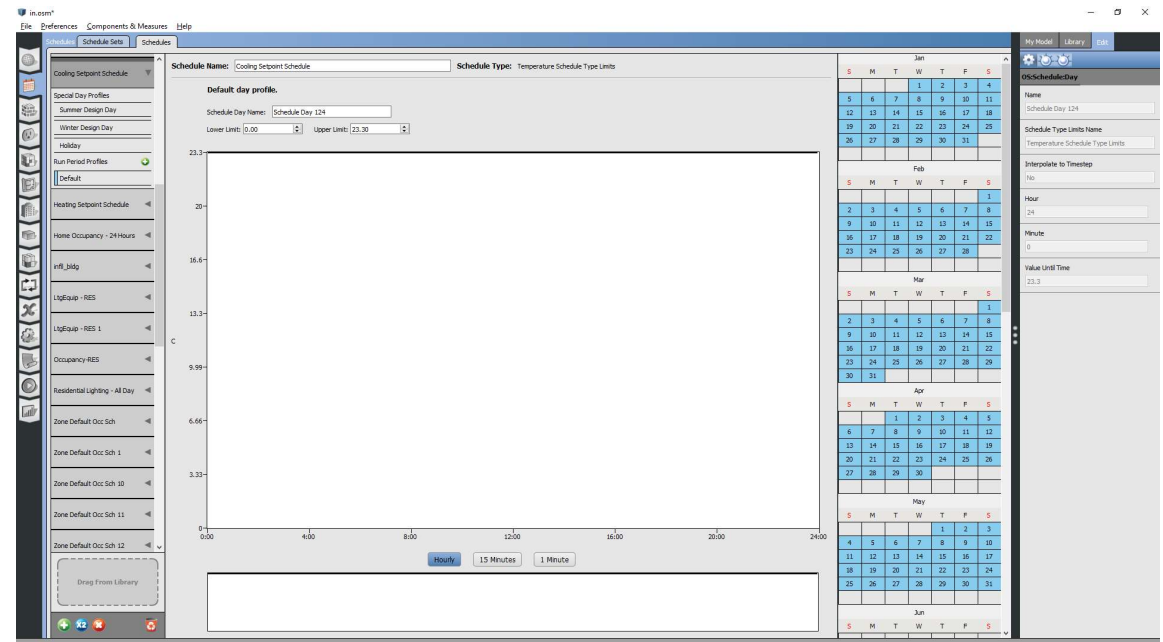 in.osm*
File Preferences Components & Measures Help
Schedules Schedule Sets Schedules
My Model Library Edit
Cooling Setpoint Schedule
Special Day Profiles
Summer Design Day
Winter Design Day
Holiday
Run Period Profiles
Default
Heating Setpoint Schedule
Home Occupancy - 24 Hours
infil_bldg
LtgEquip - RES
LtgEquip - RES 1
Occupancy-RES
Residential Lighting - All Day
Zone Default Occ Sch
Zone Default Occ Sch 1
Zone Default Occ Sch 10
Zone Default Occ Sch 11
Zone Default Occ Sch 12
Drag From Library
X2
Schedule Name: Cooling Setpoint Schedule Schedule Type: Temperature Schedule Type Limits
Default day profile.
Schedule Day Name: Schedule Day 124
Lower Limit: 0.00 Upper Limit: 23.30
23.3
20
16.6
13.3
C
9.99
6.66
3.33
0
0:00 4:00 8:00 12:00 16:00 20:00 24:00
Hourly 15 Minutes 1 Minute
Jan
S M T W T F S
1 2 3 4
5 6 7 8 9 10 11
12 13 14 15 16 17 18
19 20 21 22 23 24 25
26 27 28 29 30 31
Feb
S M T W T F S
1
2 3 4 5 6 7 8
9 10 11 12 13 14 15
16 17 18 19 20 21 22
23 24 25 26 27 28
Mar
S M T W T F S
1
2 3 4 5 6 7 8
9 10 11 12 13 14 15
16 17 18 19 20 21 22
23 24 25 26 27 28 29
30 31
Apr
S M T W T F S
1 2 3 4 5
6 7 8 9 10 11 12
13 14 15 16 17 18 19
20 21 22 23 24 25 26
27 28 29 30
May
S M T W T F S
1 2 3
4 5 6 7 8 9 10
11 12 13 14 15 16 17
18 19 20 21 22 23 24
25 26 27 28 29 30 31
Jun
S M T W T F S
OS:Schedule:Day
Name
Schedule Day 124
Schedule Type Limits Name
Temperature Schedule Type Limits
Interpolate to Timestep
No
Hour
24
Minute
0
Value Until Time
23.3